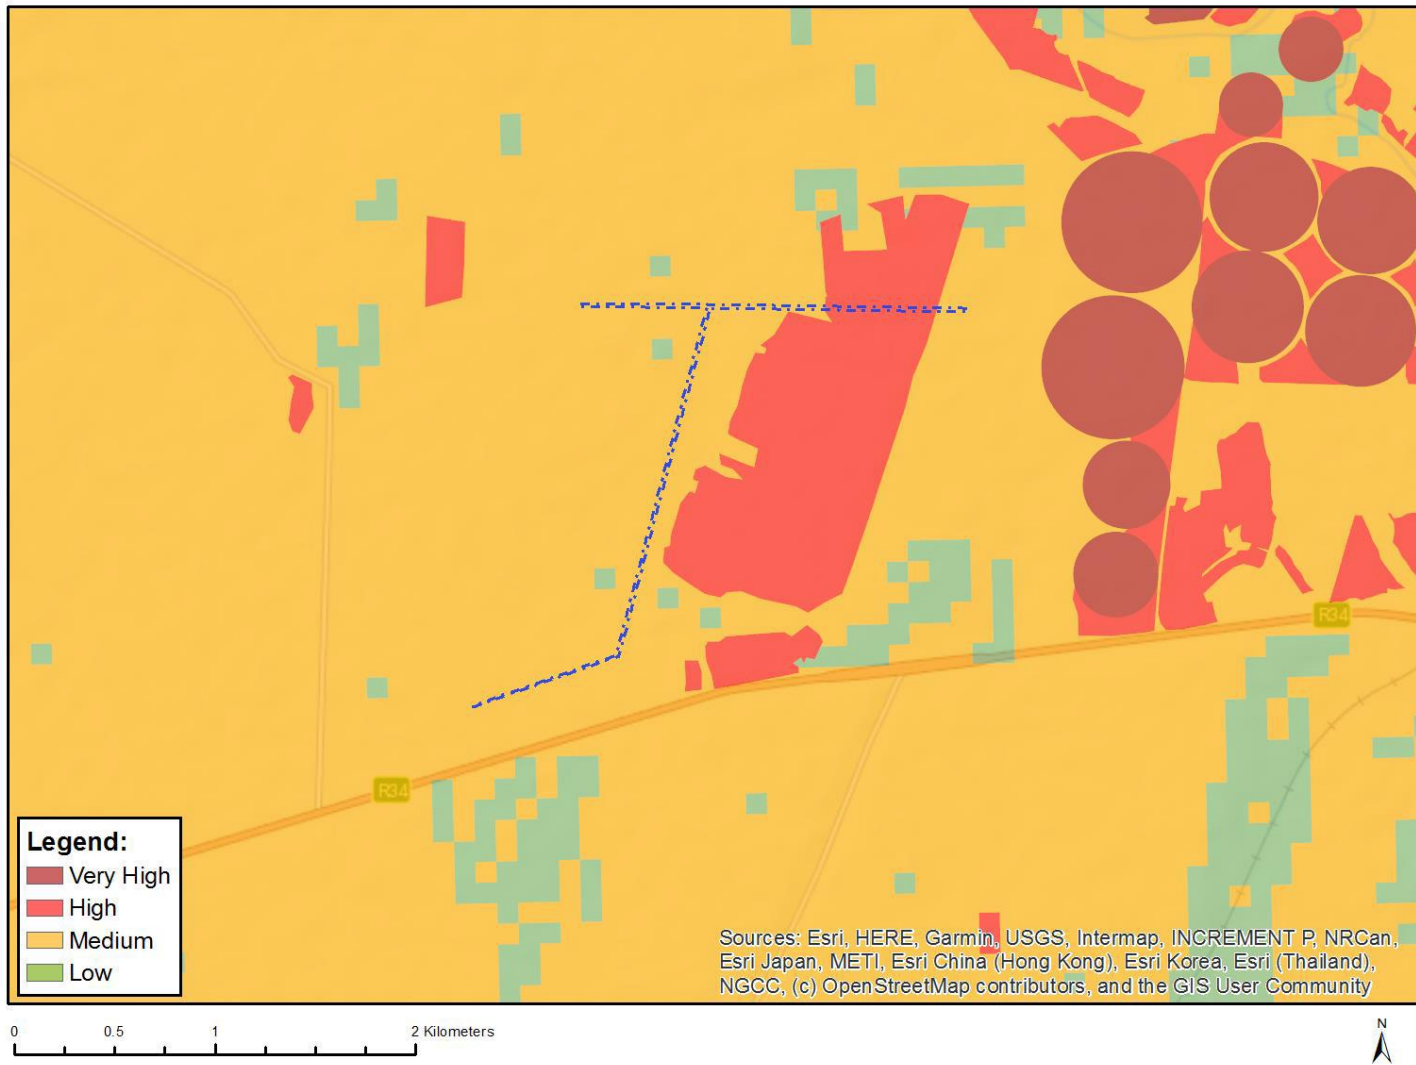 R34
R34
Legend:
Very High
High
Medium
Low
Sources: Esri, HERE, Garmin, USGS, Intermap, INCREMENT P, NRCan,
Esri Japan, METI, Esri China (Hong Kong), Esri Korea, Esri (Thailand),
NGCC, (c) OpenStreetMap contributors, and the GIS User Community
0 0.5 1 2 Kilometers
N